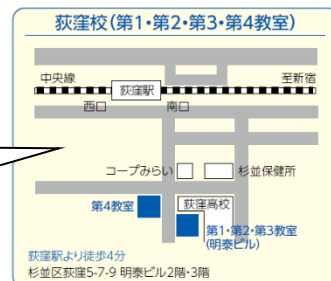 荻窪校(第1・第2・第3・第4教室)
中央線
荻窪駅
至新宿
西口
南口
コープみらい
杉並保健所
第4教室
荻窪高校
第1・第2・第3教室
(明泰ビル)
荻窪駅より徒歩4分
杉並区荻窪5-7-9 明泰ビル2階・3階